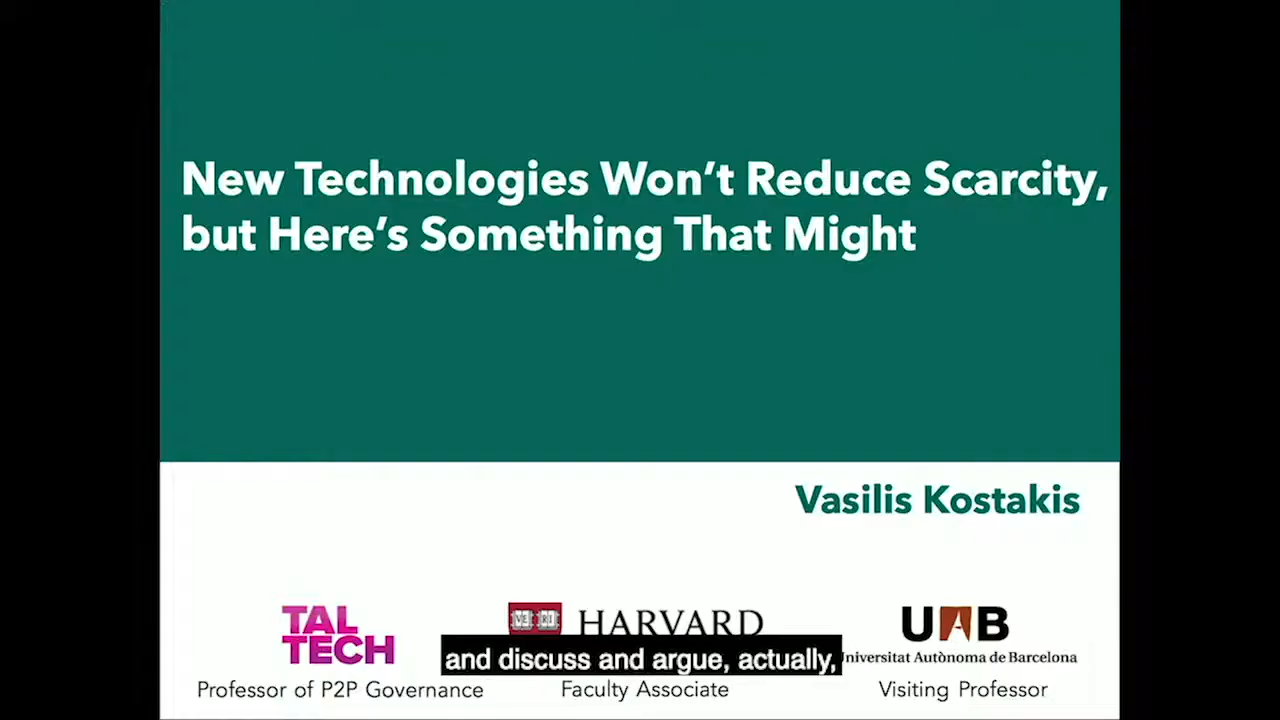 New Technologies Won't Reduce Scarcity,
but Here's Something That Might
Vasilis Kostakis
TAL
TECH
HARVARD
UAB
Universitat Autònoma de Barcelona
and discuss and argue, actually,
Professor of P2P Governance
Faculty Associate
Visiting Professor